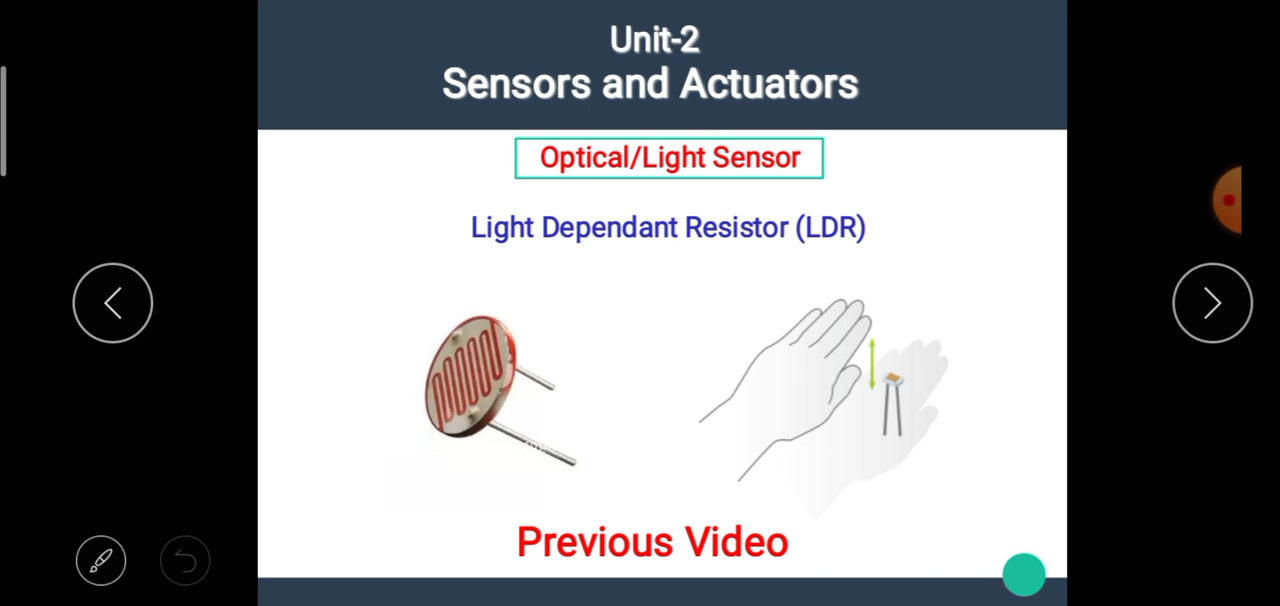 Unit-2
Sensors and Actuators
Optical/Light Sensor
Light Dependant Resistor (LDR)
Previous Video